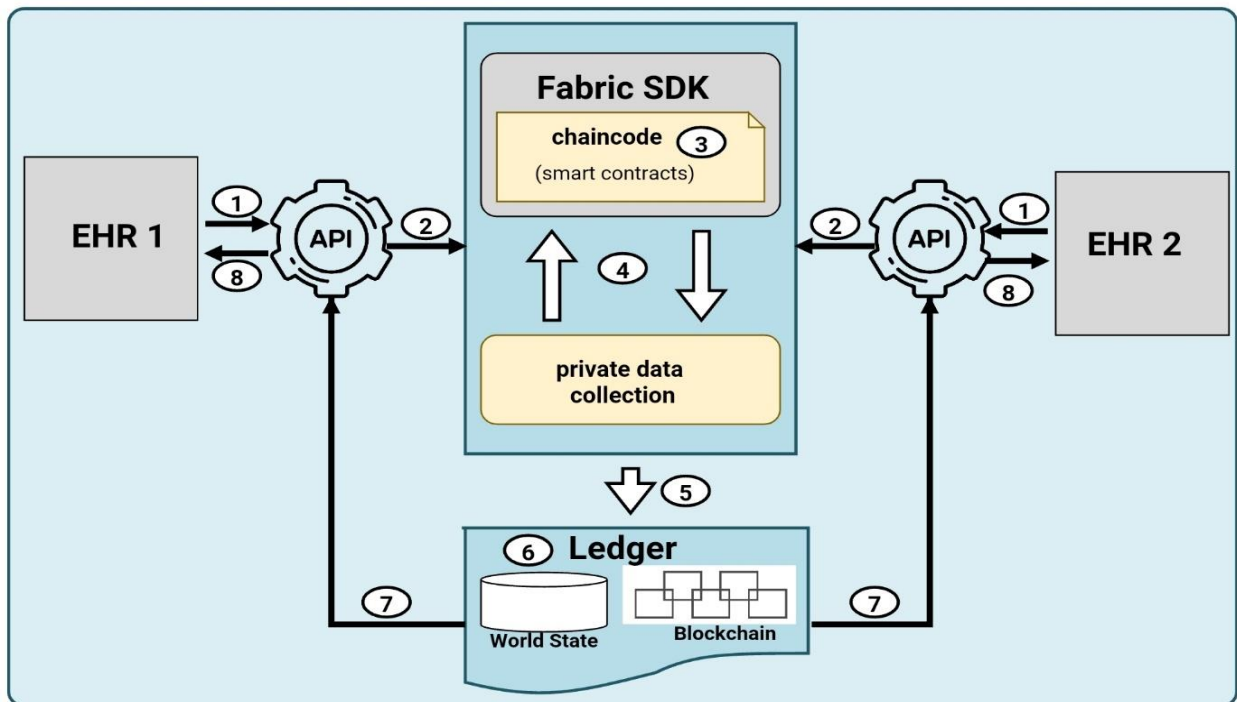 Fabric SDK
chaincode 3
(smart contracts)
EHR 1
1
8
API
2
4
2
API
1
8
EHR 2
private data
collection
5
6 Ledger
World State
Blockchain
7
7